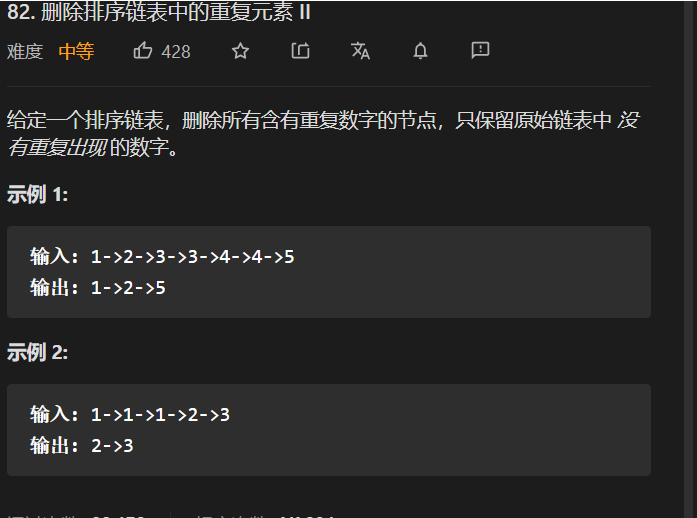 82. 删除排序链表中的重复元素 II
难度 中等 428
给定一个排序链表，删除所有含有重复数字的节点，只保留原始链表中 没
有重复出现 的数字。
示例 1:
输入: 1->2->3->3->4->4->5
输出: 1->2->5
示例 2:
输入: 1->1->1->2->3
输出: 2->3